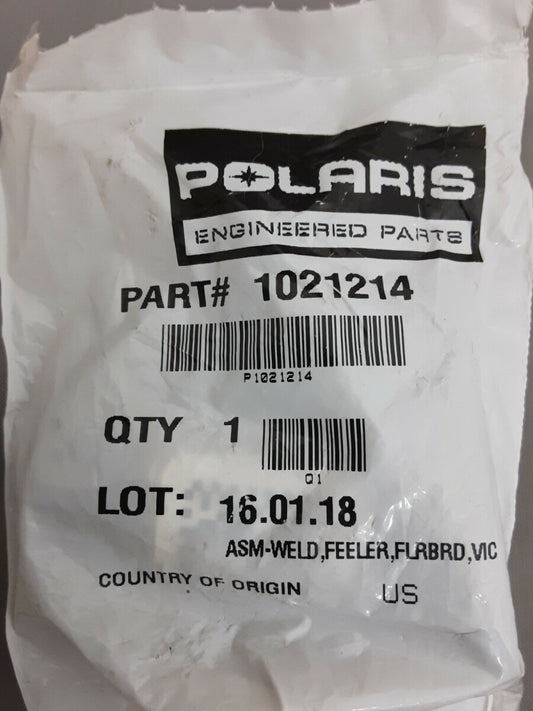 POLARIS
ENGINEERED PARTS
PART# 1021214
P1021214
QTY 1
Q1
LOT: 16.01.18
ASM-WELD,FEELER,FLRBRD,VIC
COUNTRY OF ORIGIN US